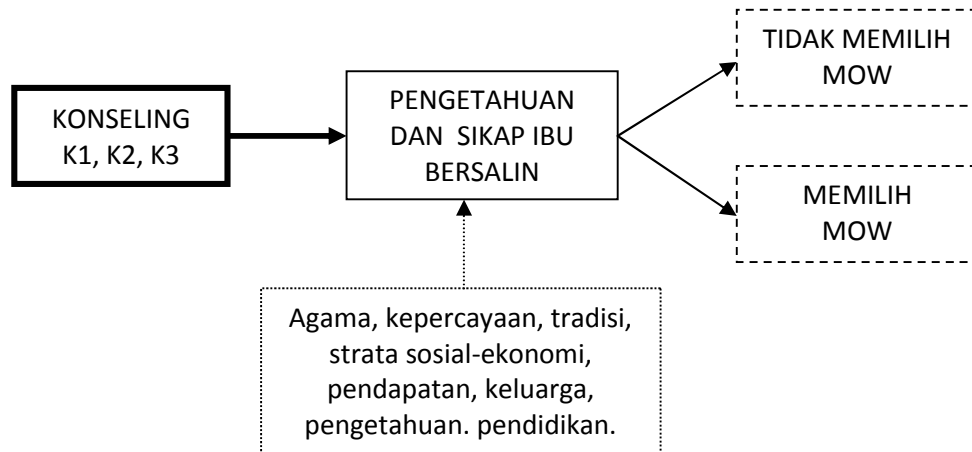 KONSELING
K1, K2, K3
PENGETAHUAN
DAN SIKAP IBU
BERSALIN
TIDAK MEMILIH
MOW
MEMILIH
MOW
Agama, kepercayaan, tradisi,
strata sosial-ekonomi,
pendapatan, keluarga,
pengetahuan. pendidikan.